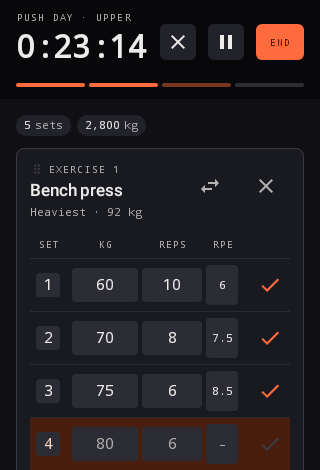 PUSH DAY · UPPER
0:23:14
END
5 sets 2,800 kg
EXERCISE 1
Bench press
Heaviest · 92 kg
SET KG REPS RPE
1 60 10 6
2 70 8 7.5
3 75 6 8.5
4 80 6 –